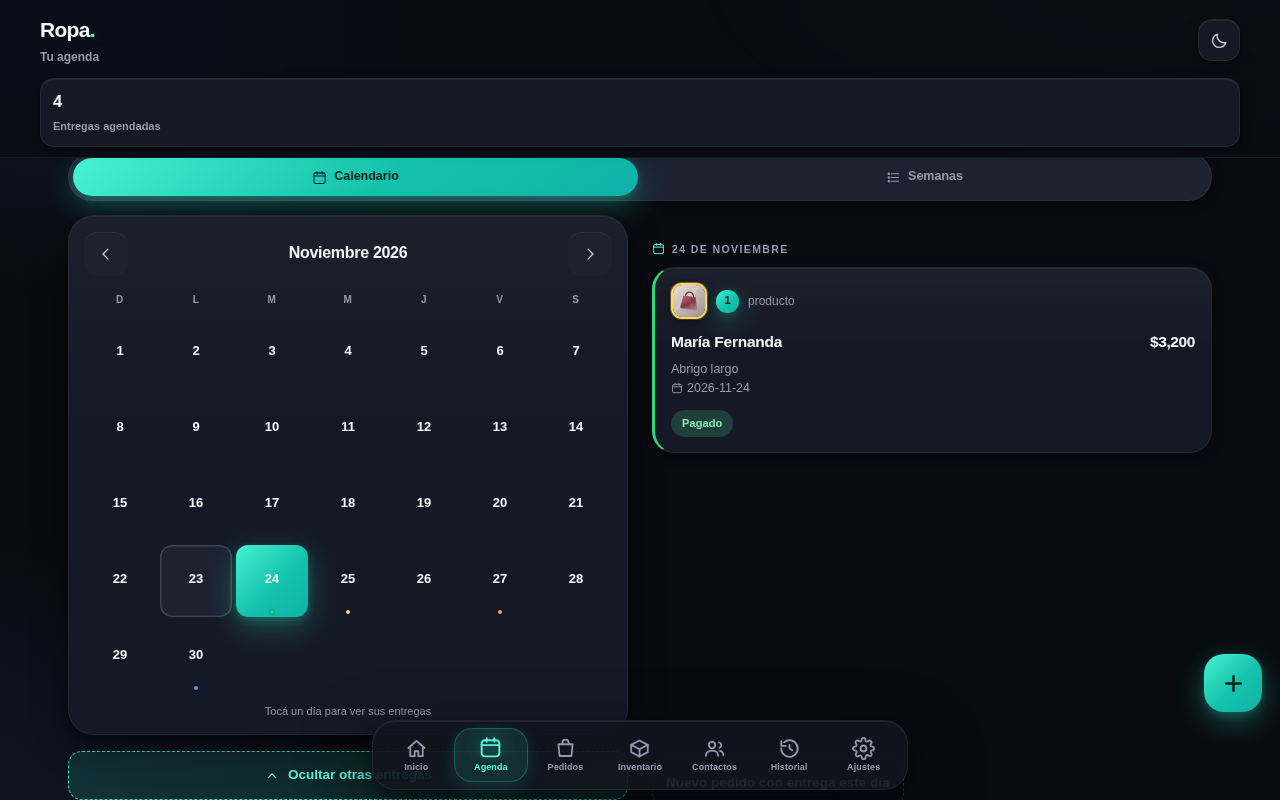 Ropa.
Tu agenda
4
Entregas agendadas
Calendario
Semanas
Noviembre 2026
D L M M J V S
1 2 3 4 5 6 7
8 9 10 11 12 13 14
15 16 17 18 19 20 21
22 23 24 25 26 27 28
29 30
Tocá un día para ver sus entregas
Ocultar otras entregas
24 DE NOVIEMBRE
1 producto
María Fernanda
$3,200
Abrigo largo
2026-11-24
Pagado
Nuevo pedido con entrega este día
Inicio
Agenda
Pedidos
Inventario
Contactos
Historial
Ajustes